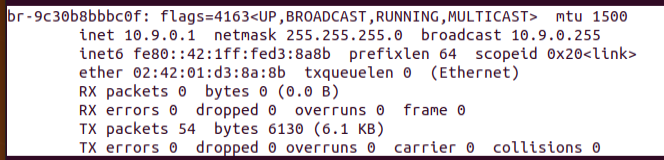 br-9c30b8bbbc0f: flags=4163<UP,BROADCAST,RUNNING,MULTICAST>  mtu 1500
        inet 10.9.0.1  netmask 255.255.255.0  broadcast 10.9.0.255
        inet6 fe80::42:1ff:fed3:8a8b  prefixlen 64  scopeid 0x20<link>
        ether 02:42:01:d3:8a:8b  txqueuelen 0  (Ethernet)
        RX packets 0  bytes 0 (0.0 B)
        RX errors 0  dropped 0  overruns 0  frame 0
        TX packets 54  bytes 6130 (6.1 KB)
        TX errors 0  dropped 0 overruns 0  carrier 0  collisions 0